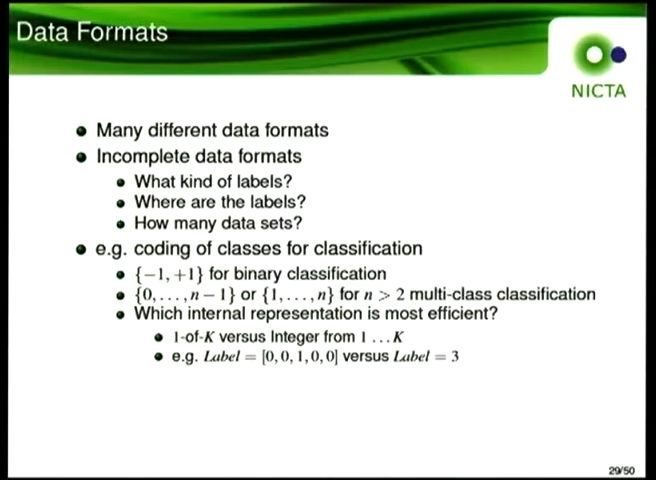 Data Formats
NICTA
Many different data formats
Incomplete data formats
What kind of labels?
Where are the labels?
How many data sets?
e.g. coding of classes for classification
{−1, +1} for binary classification
{0, . . . , n − 1} or {1, . . . , n} for n > 2 multi-class classification
Which internal representation is most efficient?
1-of-K versus Integer from 1 . . . K
e.g. Label = [0, 0, 1, 0, 0] versus Label = 3
29/50